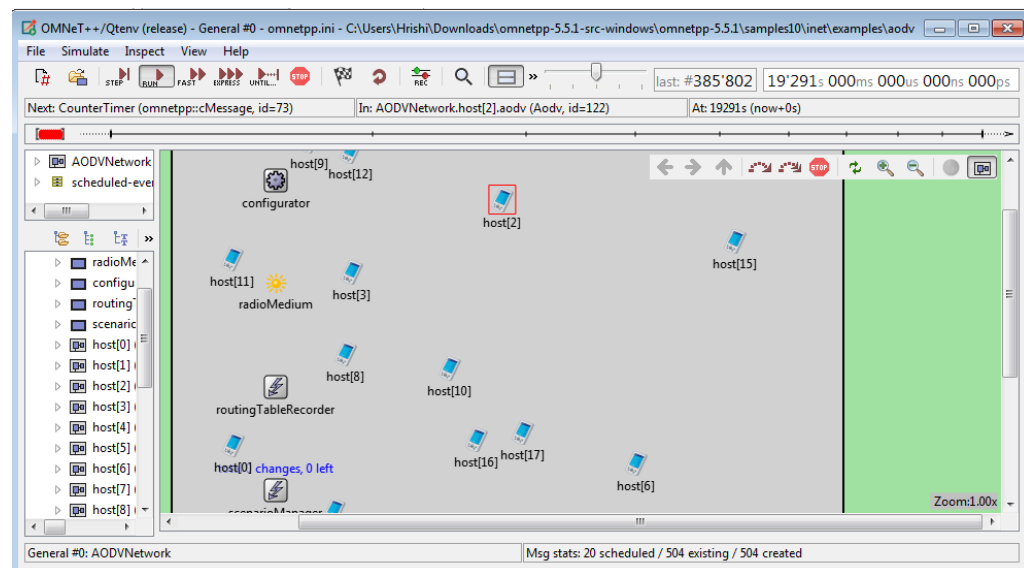 OMNeT++/Qtenv (release) - General #0 - omnetpp.ini - C:\Users\Hrishi\Downloads\omnetpp-5.5.1-src-windows\omnetpp-5.5.1\samples10\inet\examples\aodv
File Simulate Inspect View Help
STEP RUN FAST EXPRESS UNTIL... STOP REC » last: #385'802 19'291s 000ms 000us 000ns 000ps
Next: CounterTimer (omnetpp::cMessage, id=73) In: AODVNetwork.host[2].aodv (Aodv, id=122) At: 19291s (now+0s)
AODVNetwork
scheduled-eve
»
radioMe
configu
routing
scenaric
host[0]
host[1]
host[2]
host[3]
host[4]
host[5]
host[6]
host[7]
host[8]
STOP
host[9]
host[12]
configurator
host[2]
host[15]
host[11]
host[3]
radioMedium
host[8]
host[10]
routingTableRecorder
host[16] host[17]
host[0] changes, 0 left
host[6]
scenarioManager
Zoom:1.00x
General #0: AODVNetwork Msg stats: 20 scheduled / 504 existing / 504 created